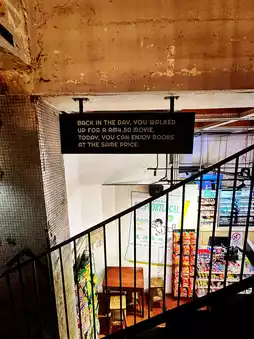 BACK IN THE DAY, YOU WALKED
UP FOR A RM4.50 MOVIE.
TODAY, YOU CAN ENJOY BOOKS
AT THE SAME PRICE.